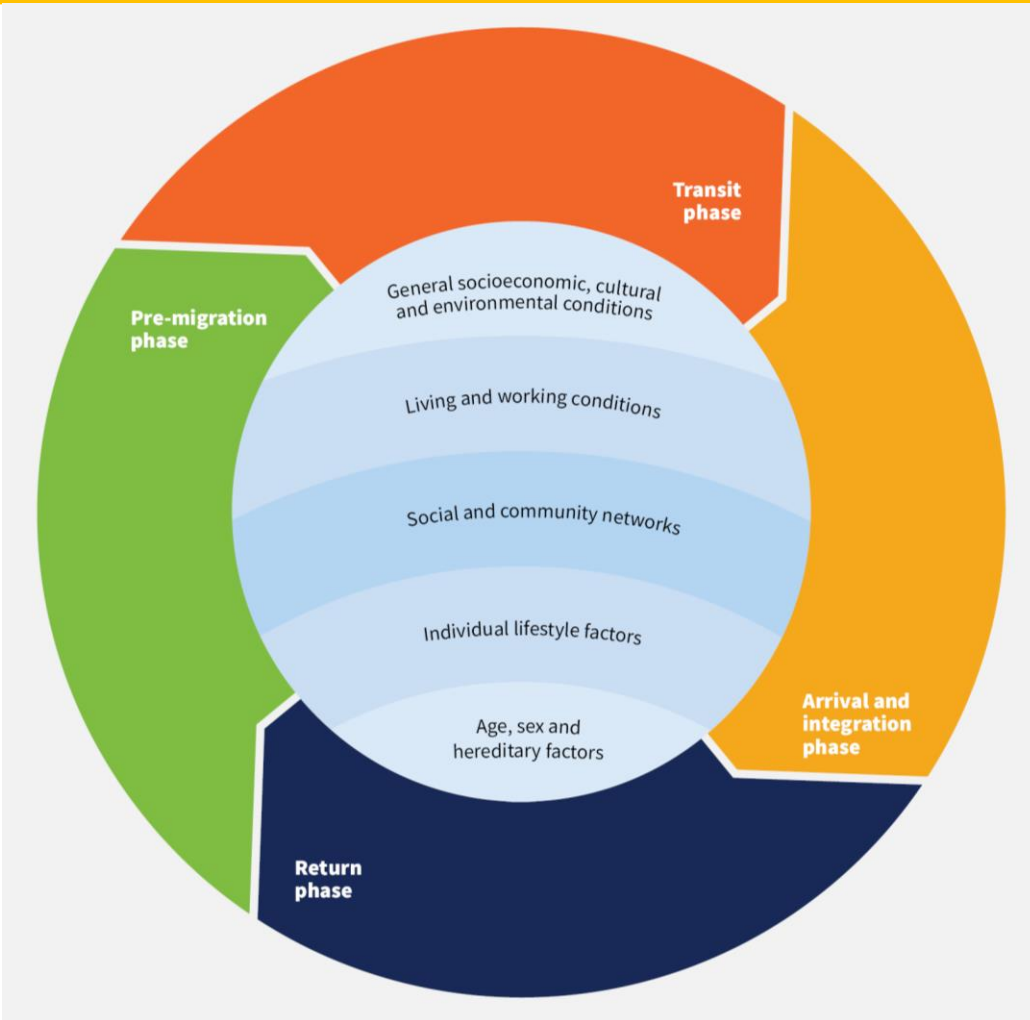 Transit
phase
Pre-migration
phase
General socioeconomic, cultural
and environmental conditions
Living and working conditions
Social and community networks
Individual lifestyle factors
Age, sex and
hereditary factors
Arrival and
integration
phase
Return
phase